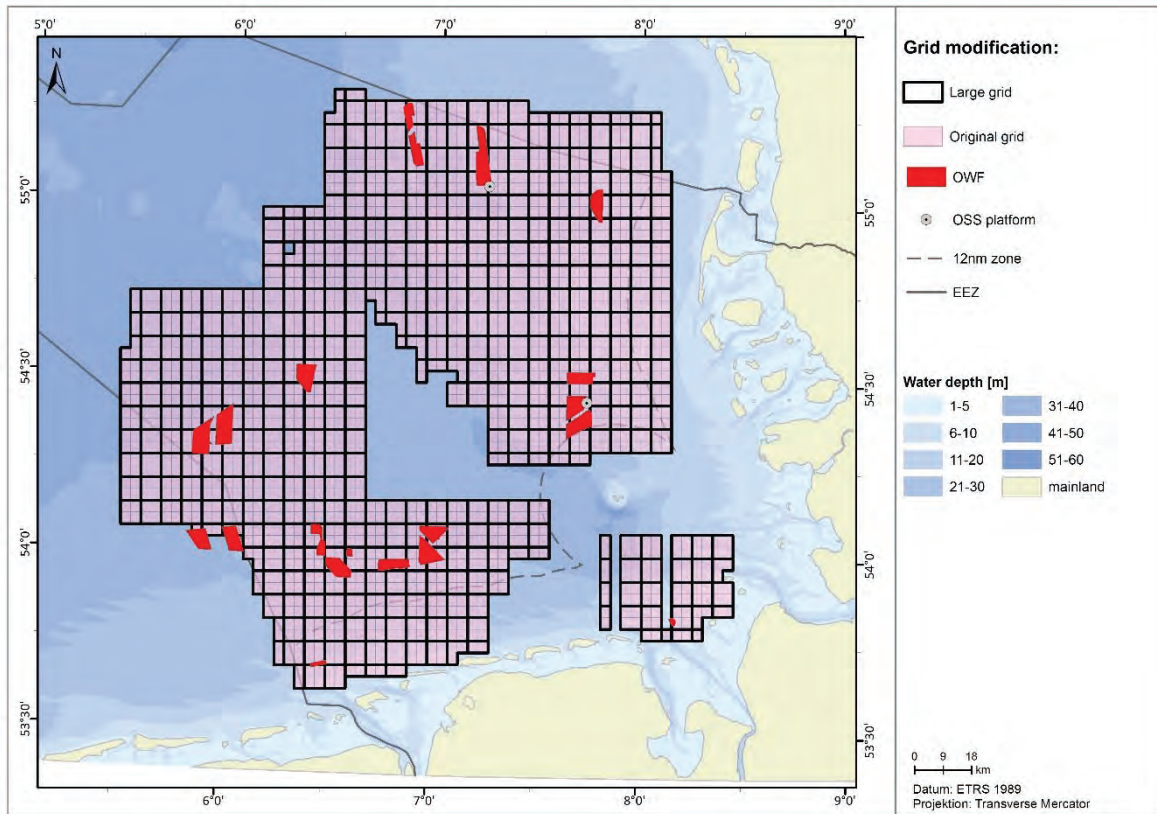 5°0'
6°0'
7°0'
8°0'
9°0'
N
55°0'
54°30'
54°0'
53°30'
55°0'
54°30'
54°0'
53°30'
6°0'
7°0'
8°0'
9°0'
Grid modification:
Large grid
Original grid
OWF
OSS platform
12nm zone
EEZ
Water depth [m]
1-5
31-40
6-10
41-50
11-20
51-60
21-30
mainland
0 9 18
km
Datum: ETRS 1989
Projektion: Transverse Mercator